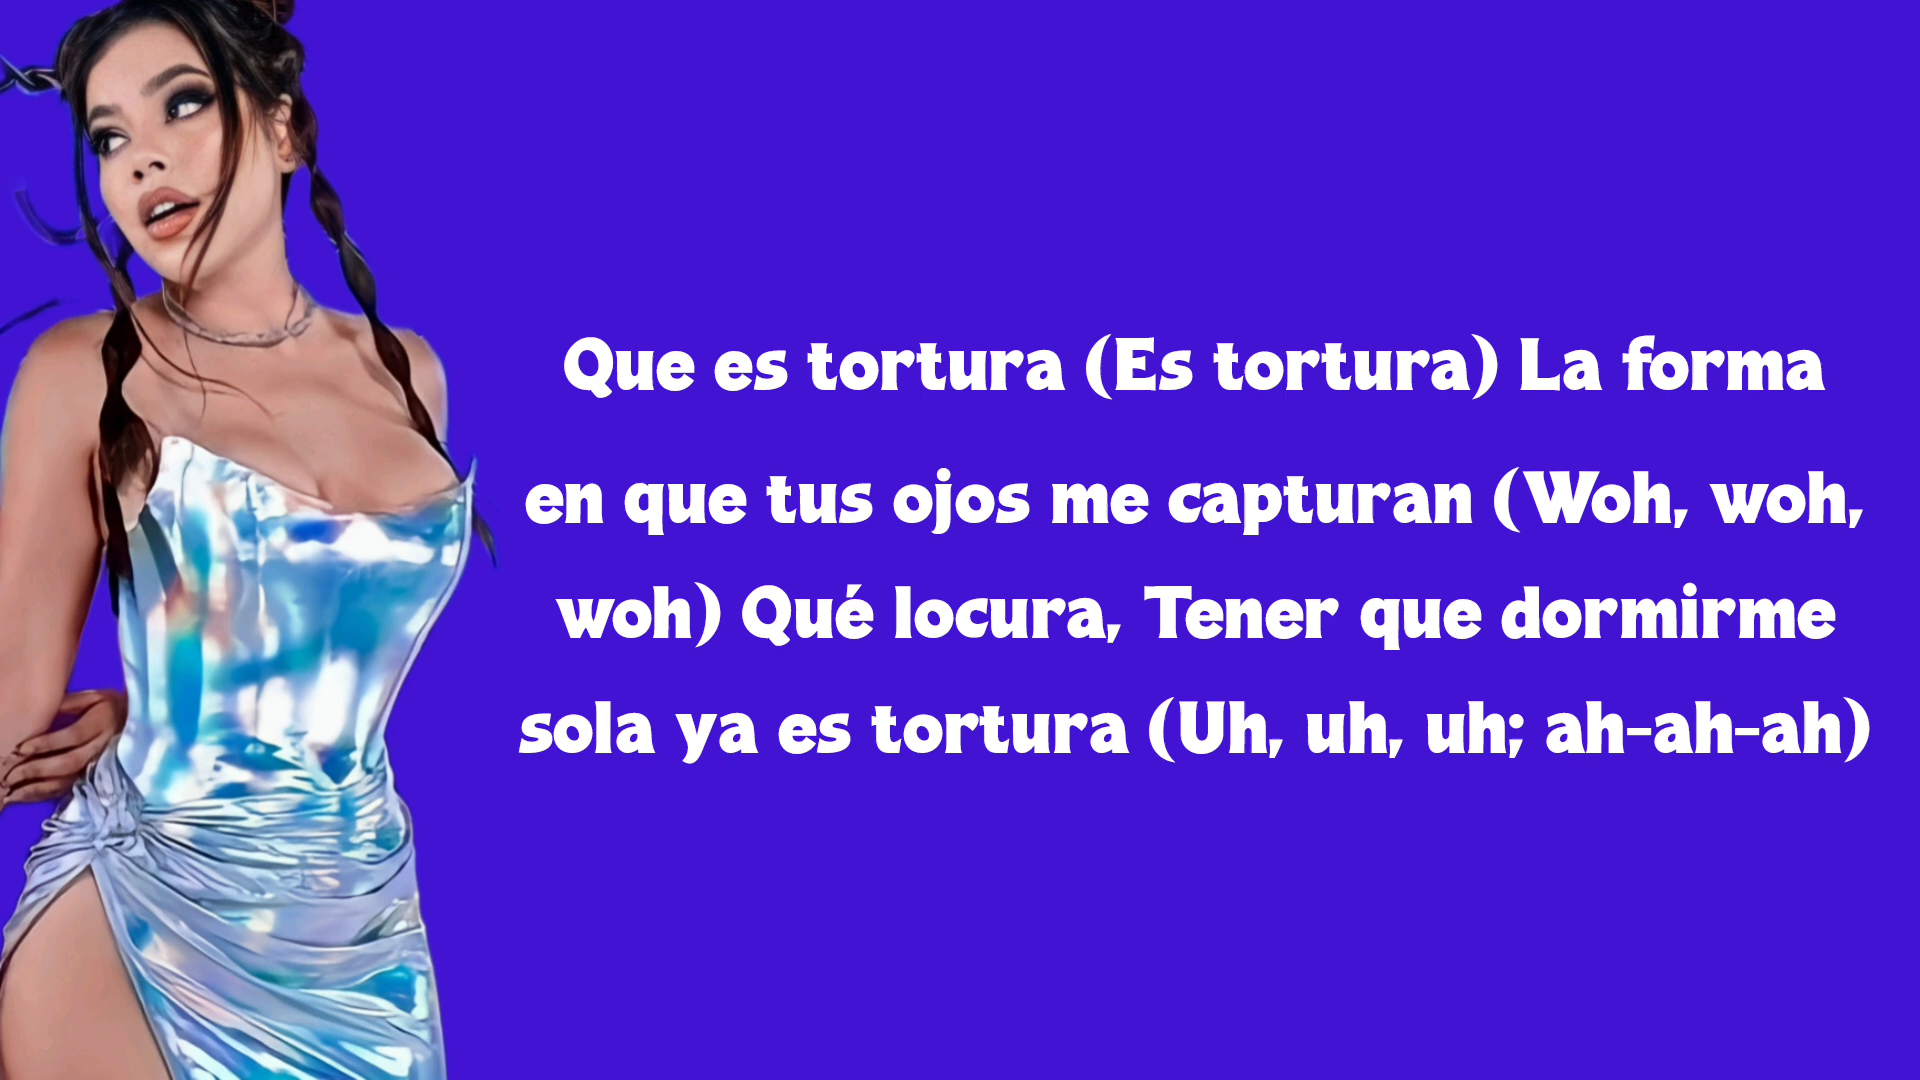 Que es tortura (Es tortura) La forma
en que tus ojos me capturan (Woh, woh,
woh) Qué locura, Tener que dormirme
sola ya es tortura (Uh, uh, uh; ah-ah-ah)